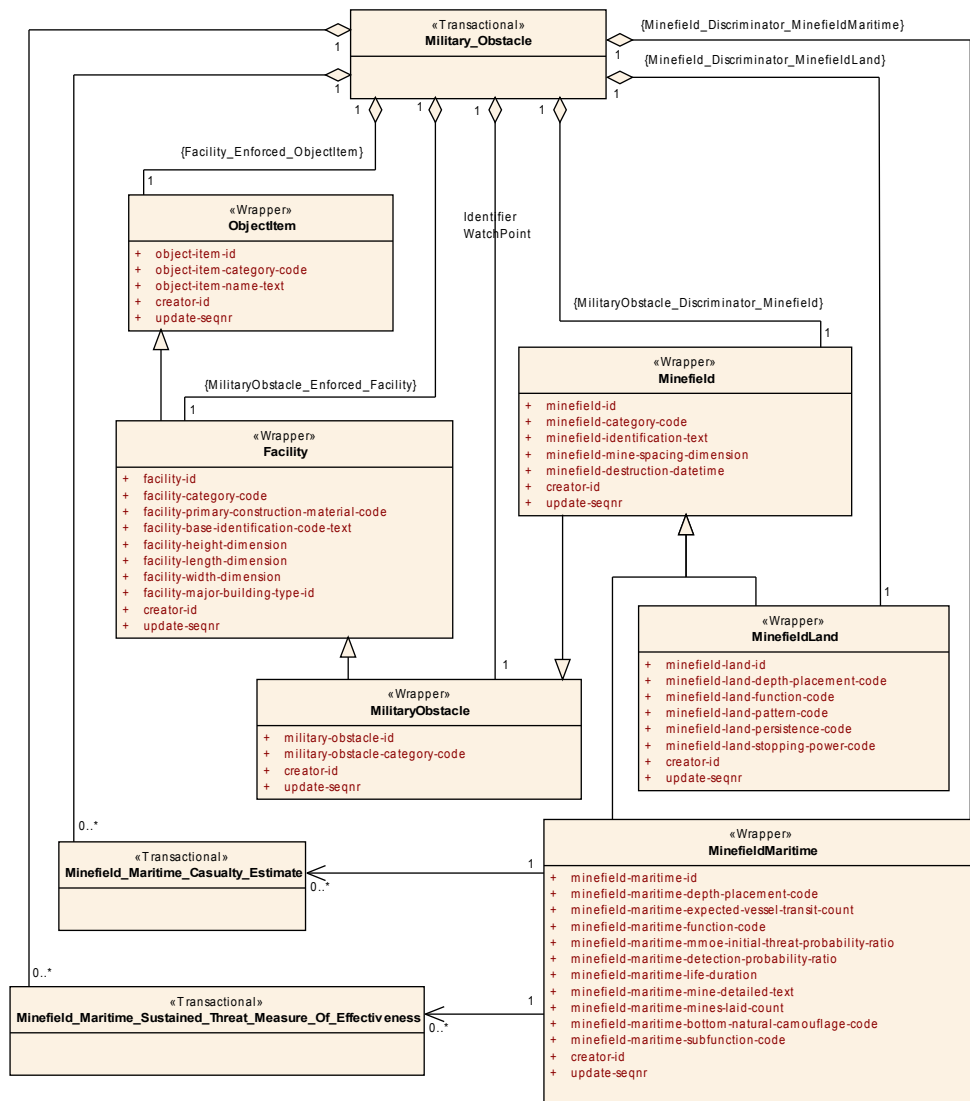 «Transactional»
Military_Obstacle
{Minefield_Discriminator_MinefieldMaritime}
{Minefield_Discriminator_MinefieldLand}
1
1
1
1
1
1
1
1
{Facility_Enforced_ObjectItem}
1
«Wrapper»
ObjectItem
+ object-item-id
+ object-item-category-code
+ object-item-name-text
+ creator-id
+ update-seqnr
Identifier
WatchPoint
{MilitaryObstacle_Discriminator_Minefield}
1
{MilitaryObstacle_Enforced_Facility}
1
«Wrapper»
Minefield
+ minefield-id
+ minefield-category-code
+ minefield-identification-text
+ minefield-mine-spacing-dimension
+ minefield-destruction-datetime
+ creator-id
+ update-seqnr
«Wrapper»
Facility
+ facility-id
+ facility-category-code
+ facility-primary-construction-material-code
+ facility-base-identification-code-text
+ facility-height-dimension
+ facility-length-dimension
+ facility-width-dimension
+ facility-major-building-type-id
+ creator-id
+ update-seqnr
1
«Wrapper»
MinefieldLand
+ minefield-land-id
+ minefield-land-depth-placement-code
+ minefield-land-function-code
+ minefield-land-pattern-code
+ minefield-land-persistence-code
+ minefield-land-stopping-power-code
+ creator-id
+ update-seqnr
1
«Wrapper»
MilitaryObstacle
+ military-obstacle-id
+ military-obstacle-category-code
+ creator-id
+ update-seqnr
0..*
«Transactional»
Minefield_Maritime_Casualty_Estimate
0..*
1
«Wrapper»
MinefieldMaritime
+ minefield-maritime-id
+ minefield-maritime-depth-placement-code
+ minefield-maritime-expected-vessel-transit-count
+ minefield-maritime-function-code
+ minefield-maritime-mmoe-initial-threat-probability-ratio
+ minefield-maritime-detection-probability-ratio
+ minefield-maritime-life-duration
+ minefield-maritime-mine-detailed-text
+ minefield-maritime-mines-laid-count
+ minefield-maritime-bottom-natural-camouflage-code
+ minefield-maritime-subfunction-code
+ creator-id
+ update-seqnr
0..*
«Transactional»
Minefield_Maritime_Sustained_Threat_Measure_Of_Effectiveness
1
0..*